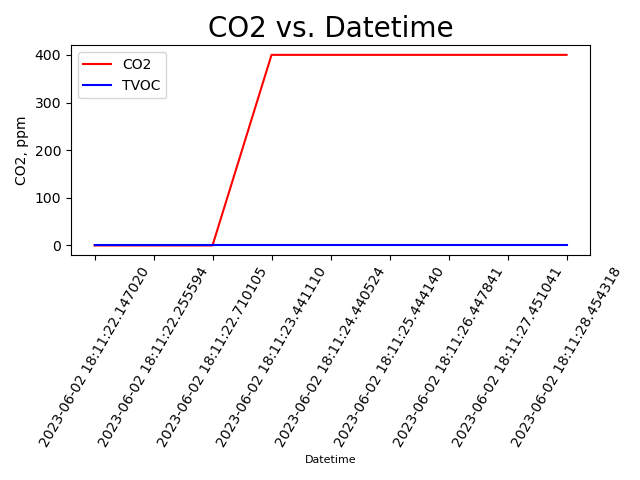 CO2 vs. Datetime
CO2
TVOC
CO2, ppm
400
300
200
100
0
2023-06-02 18:11:22.147020
2023-06-02 18:11:22.255594
2023-06-02 18:11:22.710105
2023-06-02 18:11:23.441110
2023-06-02 18:11:24.440524
2023-06-02 18:11:25.444140
2023-06-02 18:11:26.447841
2023-06-02 18:11:27.451041
2023-06-02 18:11:28.454318
Datetime